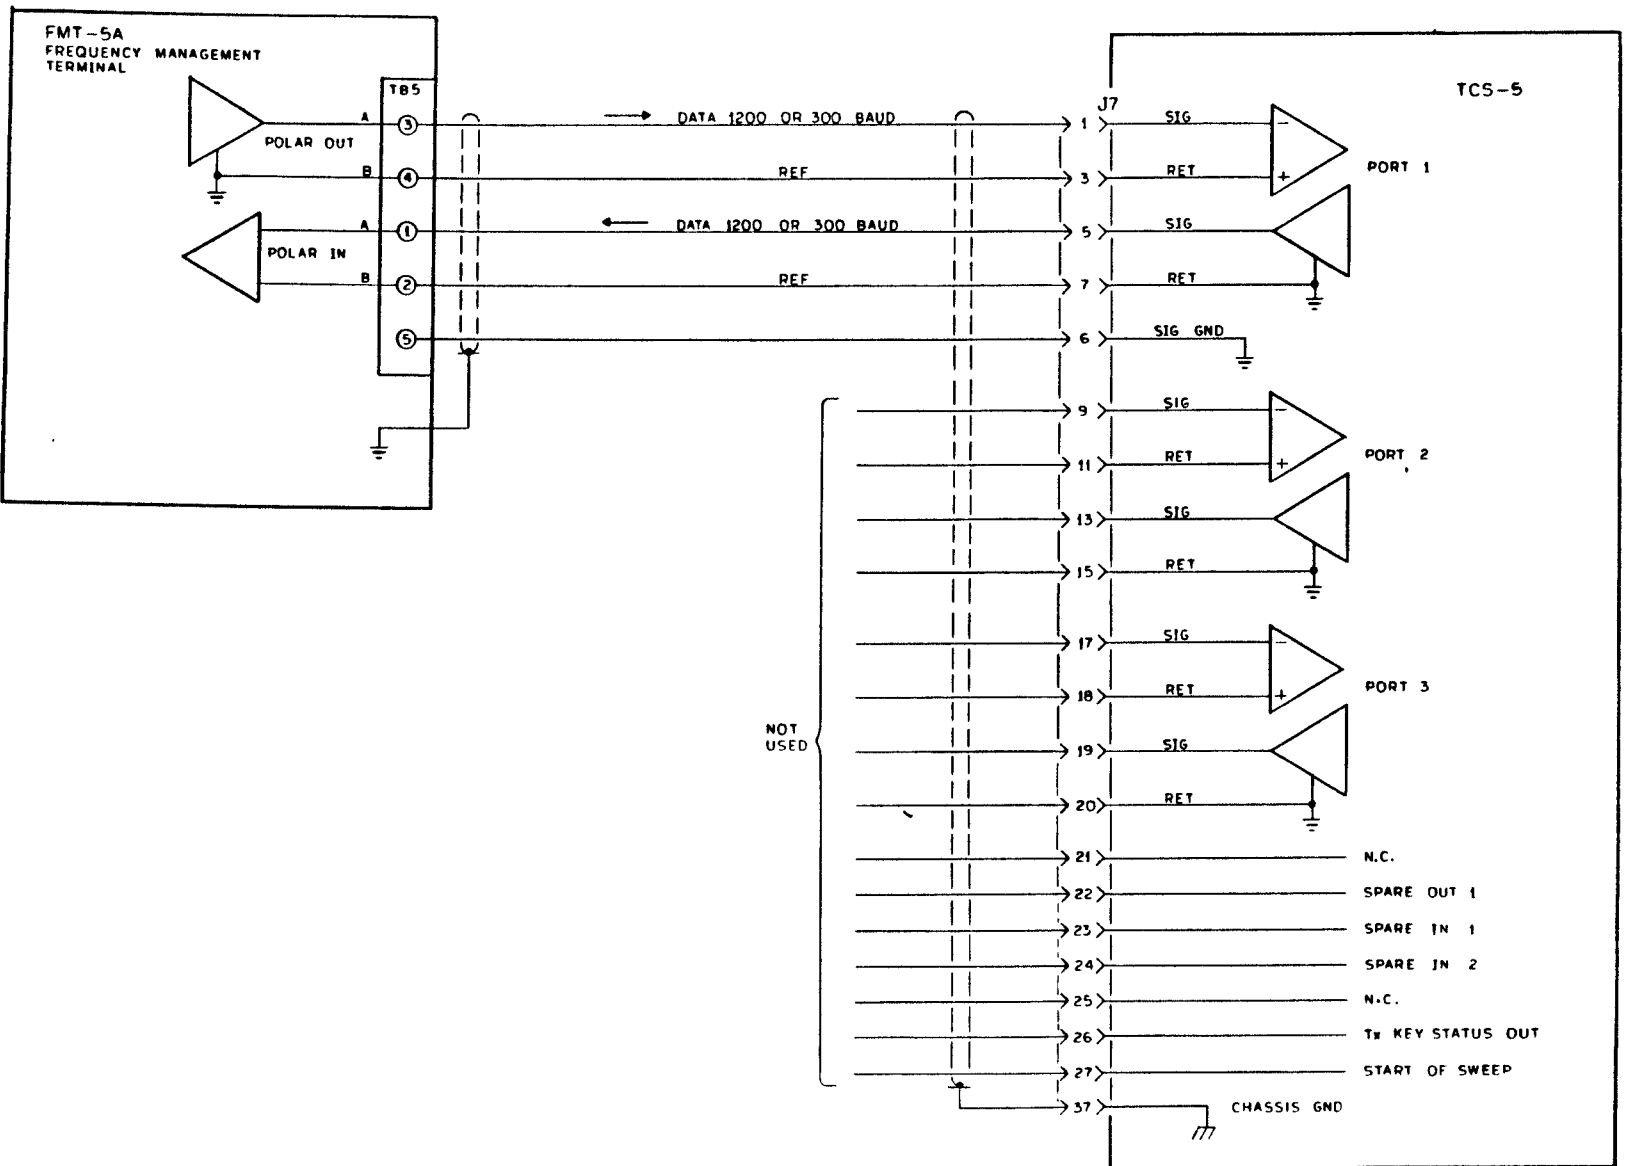 FMT-5A
FREQUENCY MANAGEMENT
TERMINAL
TB5
POLAR OUT
A
3
B
4
POLAR IN
A
1
B
2
5
DATA 1200 OR 300 BAUD
REF
DATA 1200 OR 300 BAUD
REF
NOT
USED
TCS-5
J7
1 SIG
-
PORT 1
3 RET
+
5 SIG
7 RET
6 SIG GND
9 SIG
-
PORT 2
11 RET
+
13 SIG
15 RET
17 SIG
-
PORT 3
18 RET
+
19 SIG
20 RET
21 N.C.
22 SPARE OUT 1
23 SPARE IN 1
24 SPARE IN 2
25 N.C.
26 Tx KEY STATUS OUT
27 START OF SWEEP
37 CHASSIS GND